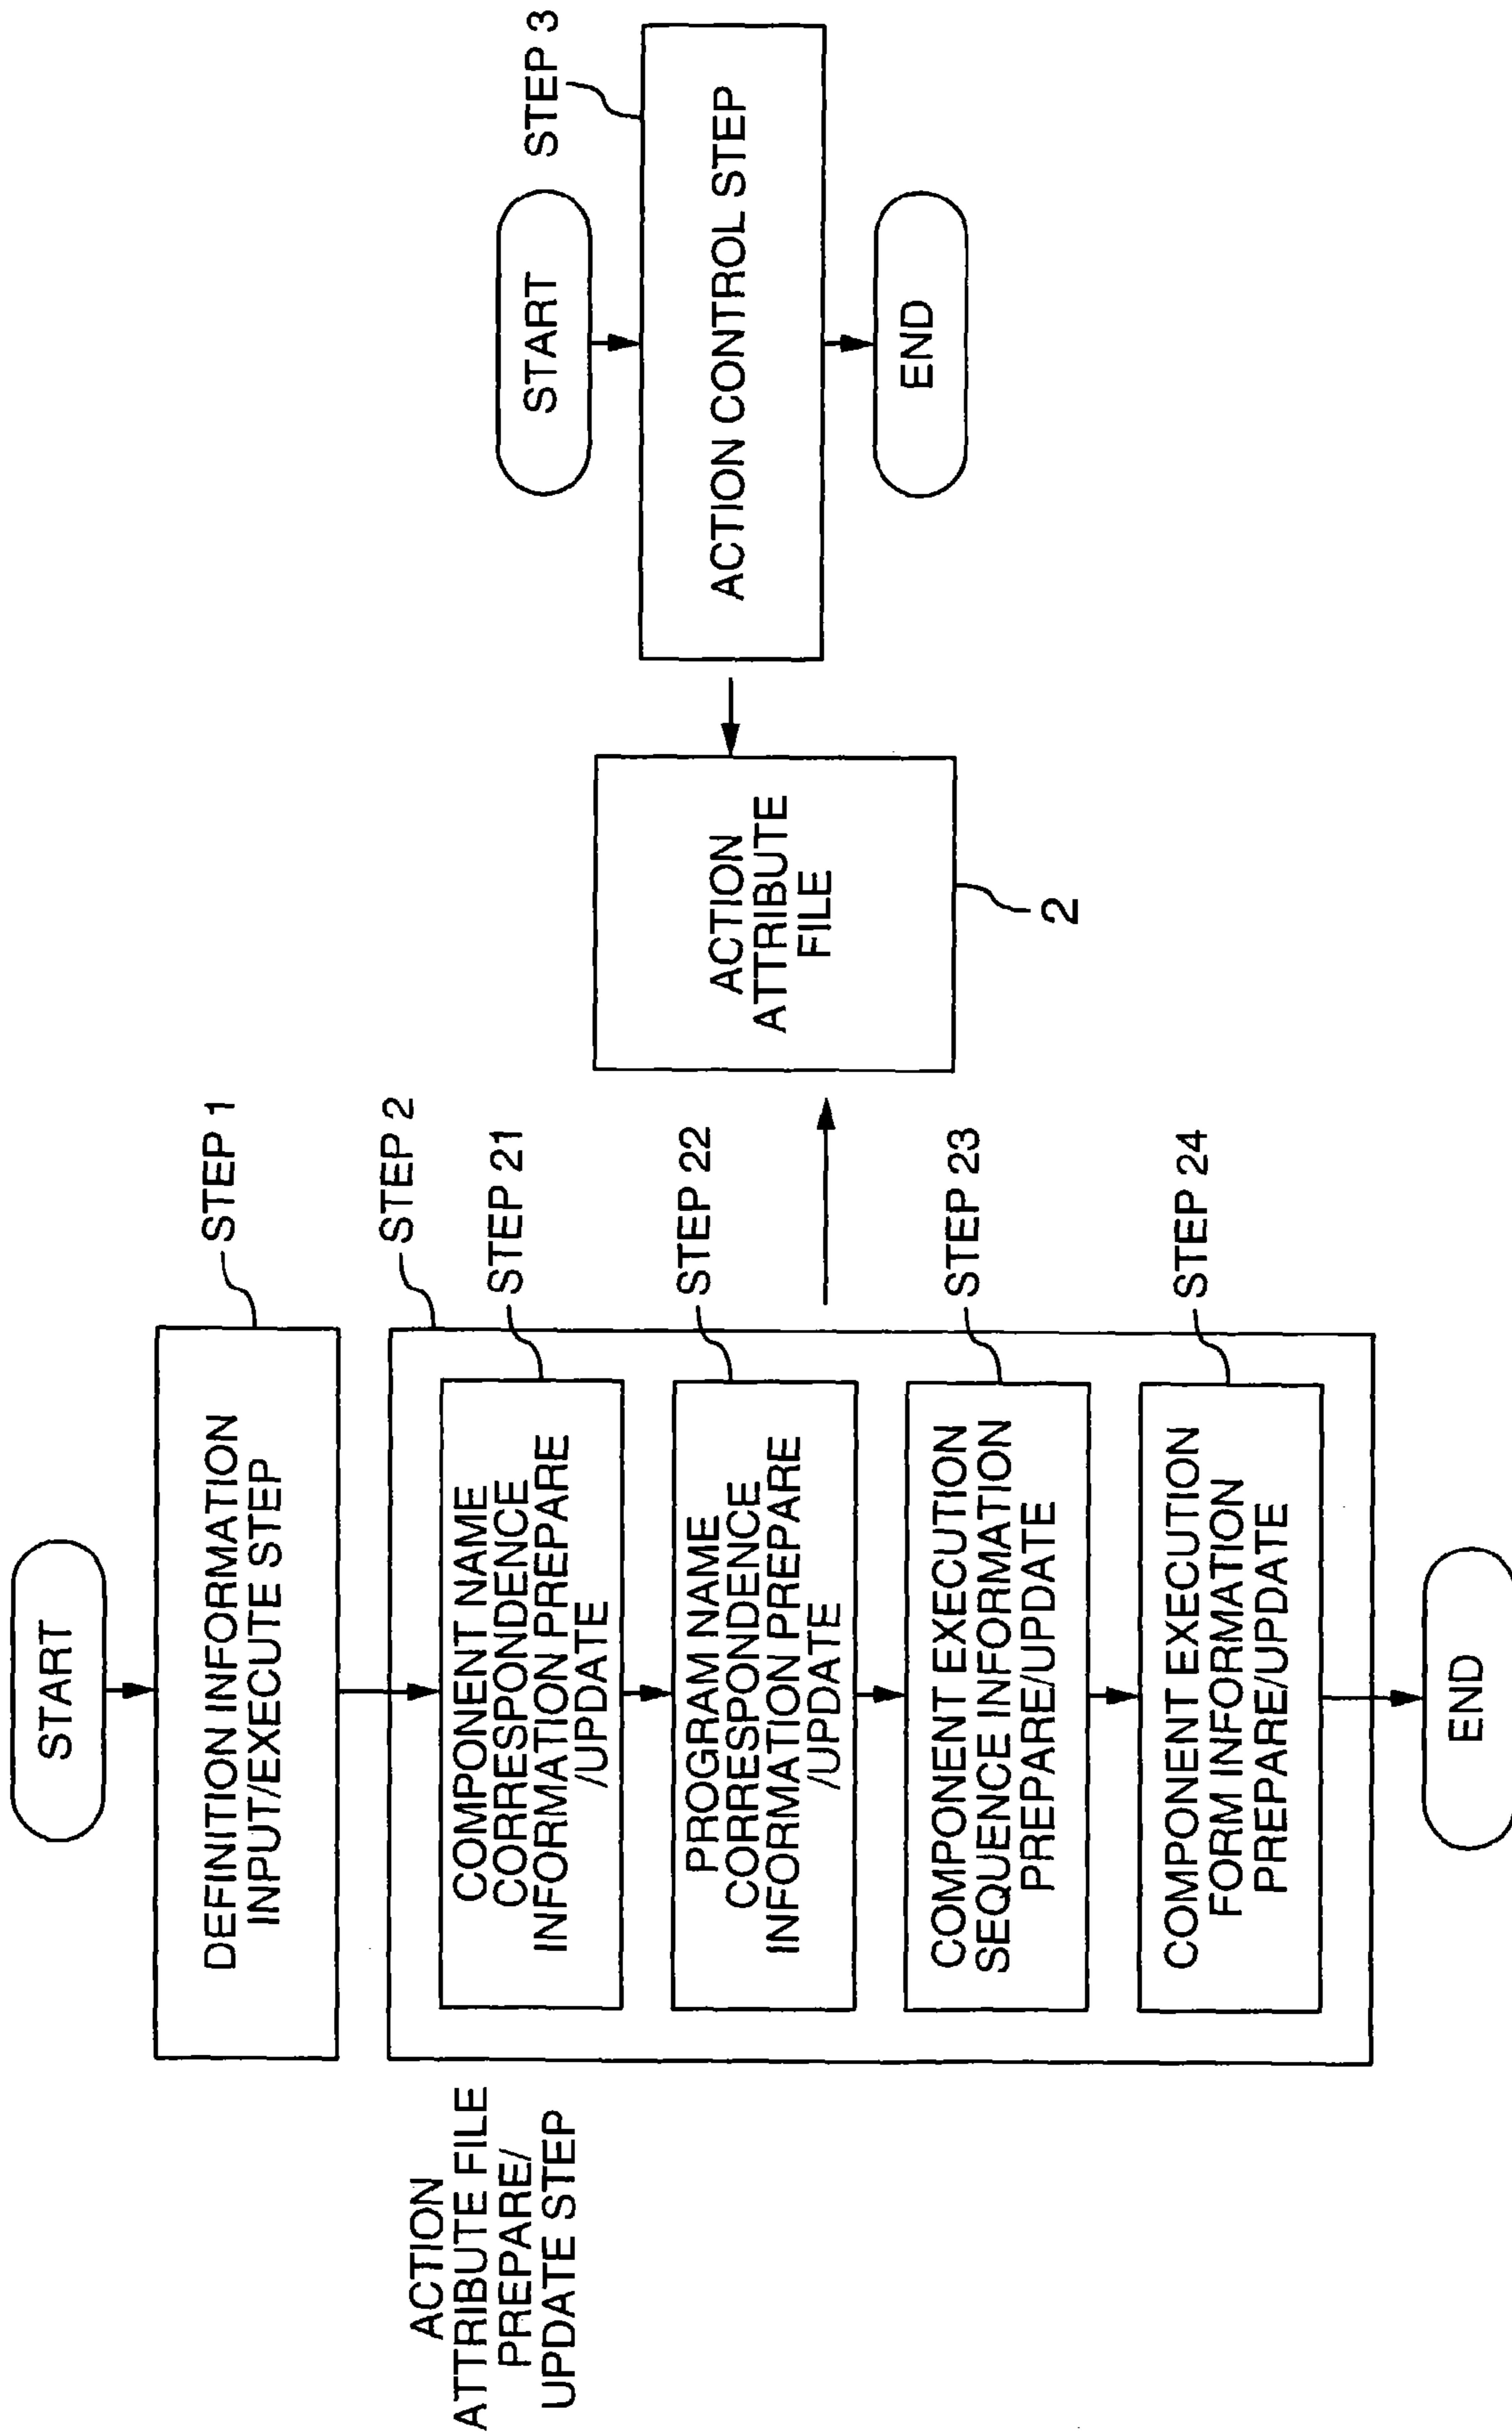 START
DEFINITION INFORMATION
INPUT/EXECUTE STEP
STEP 1
ACTION
ATTRIBUTE FILE
PREPARE/
UPDATE STEP
STEP 2
COMPONENT NAME
CORRESPONDENCE
INFORMATION PREPARE
/UPDATE
STEP 21
PROGRAM NAME
CORRESPONDENCE
INFORMATION PREPARE
/UPDATE
STEP 22
COMPONENT EXECUTION
SEQUENCE INFORMATION
PREPARE/UPDATE
STEP 23
COMPONENT EXECUTION
FORM INFORMATION
PREPARE/UPDATE
STEP 24
END
ACTION
ATTRIBUTE
FILE
2
START
STEP 3
ACTION CONTROL STEP
END